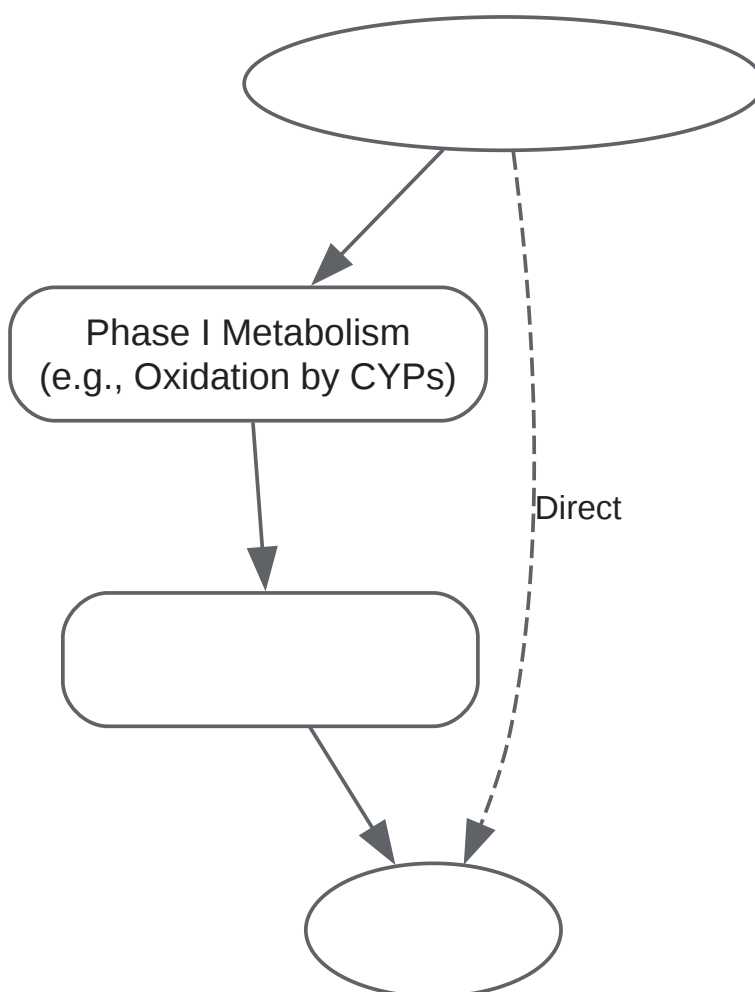 Phase I Metabolism
(e.g., Oxidation by CYPs)
Direct